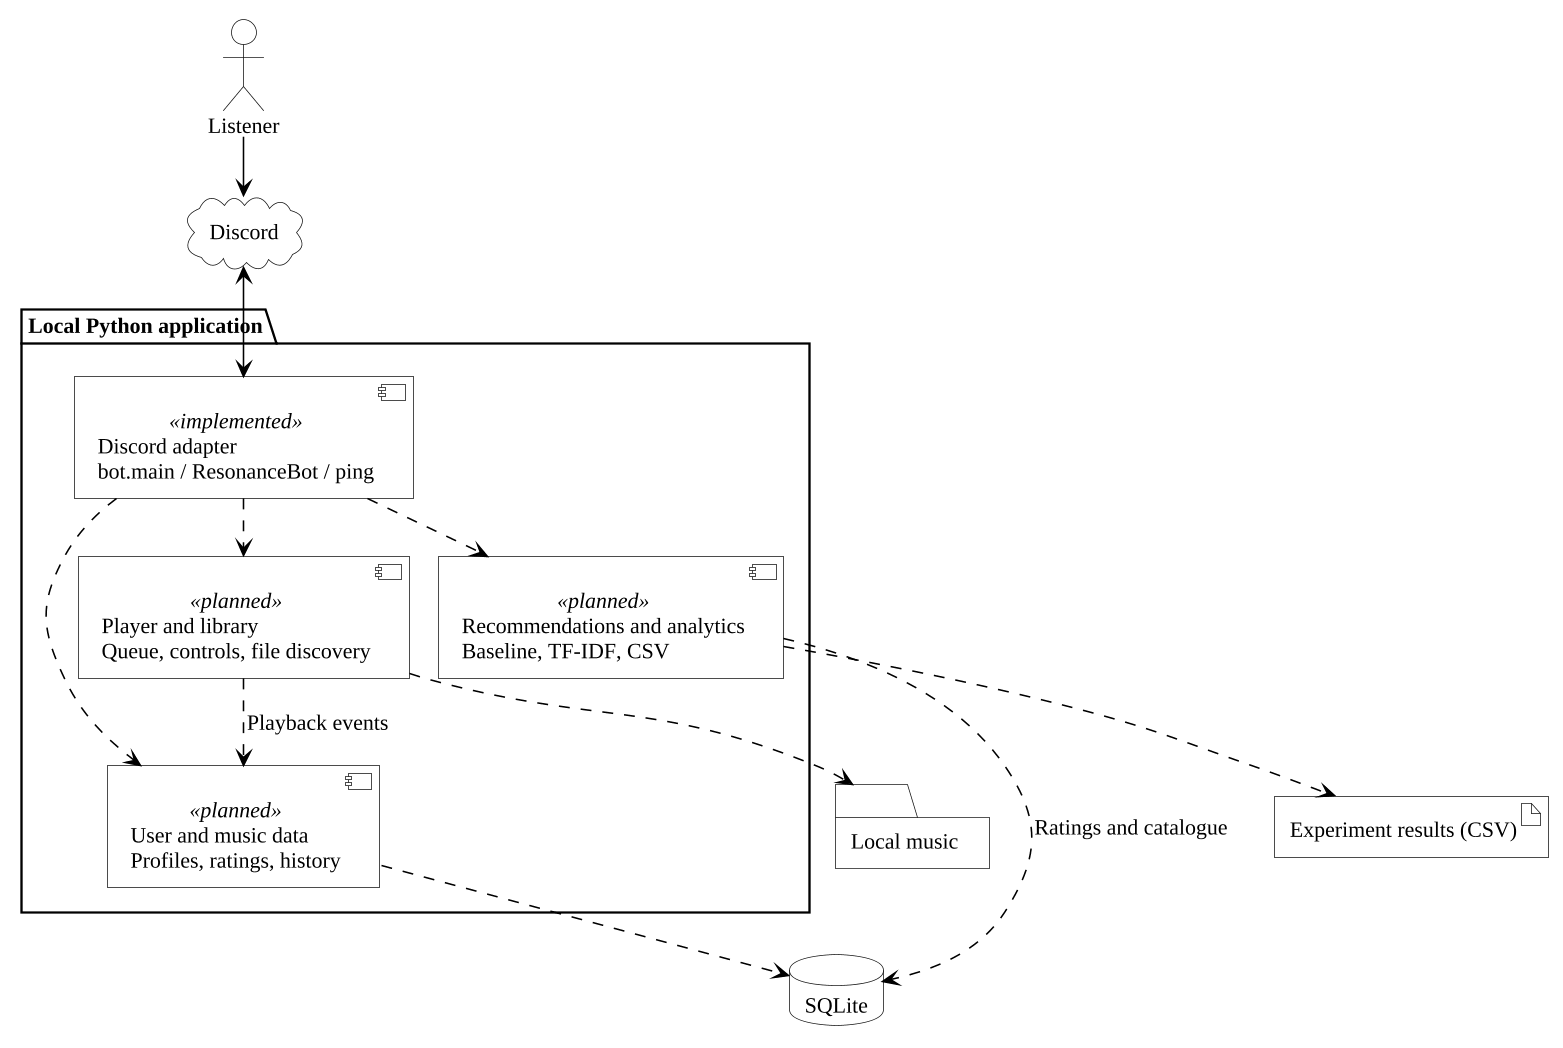 Listener
Discord
Local Python application
«implemented»
Discord adapter
bot.main / ResonanceBot / ping
«planned»
Player and library
Queue, controls, file discovery
«planned»
Recommendations and analytics
Baseline, TF-IDF, CSV
Playback events
«planned»
User and music data
Profiles, ratings, history
Local music
Ratings and catalogue
Experiment results (CSV)
SQLite